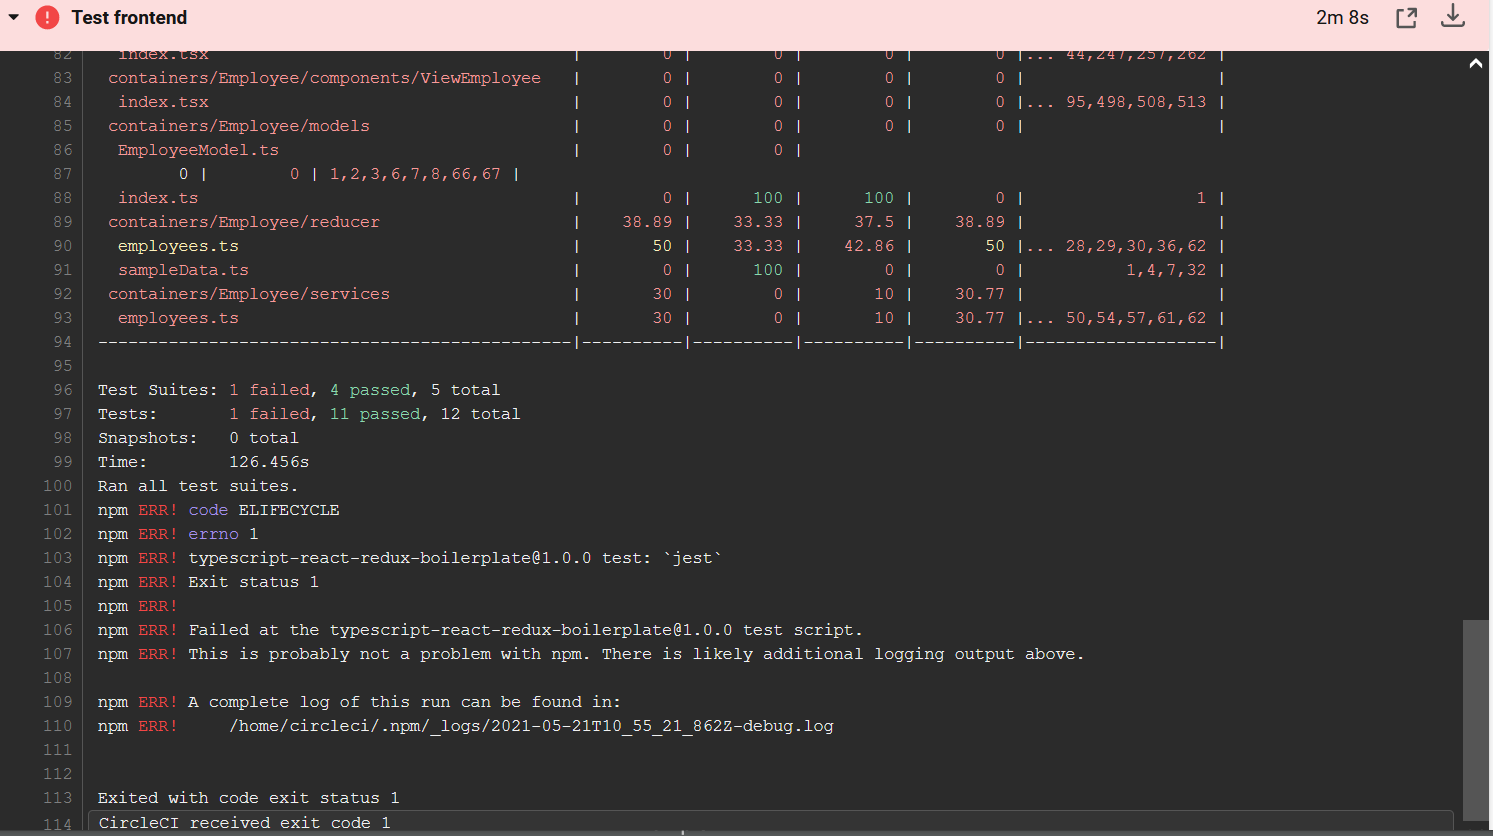 ! Test frontend 2m 8s
82 index.tsx | 0 | 0 | 0 | 0 |... 44,247,257,262 |
83 containers/Employee/components/ViewEmployee | 0 | 0 | 0 | 0 | |
84 index.tsx | 0 | 0 | 0 | 0 |... 95,498,508,513 |
85 containers/Employee/models | 0 | 0 | 0 | 0 | |
86 EmployeeModel.ts | 0 | 0 |
87 0 | 0 | 1,2,3,6,7,8,66,67 |
88 index.ts | 0 | 100 | 100 | 0 | 1 |
89 containers/Employee/reducer | 38.89 | 33.33 | 37.5 | 38.89 | |
90 employees.ts | 50 | 33.33 | 42.86 | 50 |... 28,29,30,36,62 |
91 sampleData.ts | 0 | 100 | 0 | 0 | 1,4,7,32 |
92 containers/Employee/services | 30 | 0 | 10 | 30.77 | |
93 employees.ts | 30 | 0 | 10 | 30.77 |... 50,54,57,61,62 |
94 -----------------------------------------------|----------|----------|----------|----------|-------------------|
95
96 Test Suites: 1 failed, 4 passed, 5 total
97 Tests: 1 failed, 11 passed, 12 total
98 Snapshots: 0 total
99 Time: 126.456s
100 Ran all test suites.
101 npm ERR! code ELIFECYCLE
102 npm ERR! errno 1
103 npm ERR! typescript-react-redux-boilerplate@1.0.0 test: `jest`
104 npm ERR! Exit status 1
105 npm ERR!
106 npm ERR! Failed at the typescript-react-redux-boilerplate@1.0.0 test script.
107 npm ERR! This is probably not a problem with npm. There is likely additional logging output above.
108
109 npm ERR! A complete log of this run can be found in:
110 npm ERR! /home/circleci/.npm/_logs/2021-05-21T10_55_21_862Z-debug.log
111
112
113 Exited with code exit status 1
114 CircleCI received exit code 1